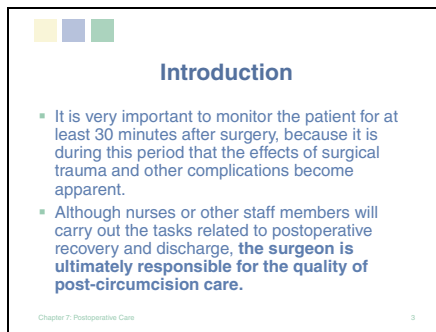 Introduction
It is very important to monitor the patient for at
least 30 minutes after surgery, because it is
during this period that the effects of surgical
trauma and other complications become
apparent.
Although nurses or other staff members will
carry out the tasks related to postoperative
recovery and discharge, the surgeon is
ultimately responsible for the quality of
post-circumcision care.
Chapter 7: Postoperative Care
3